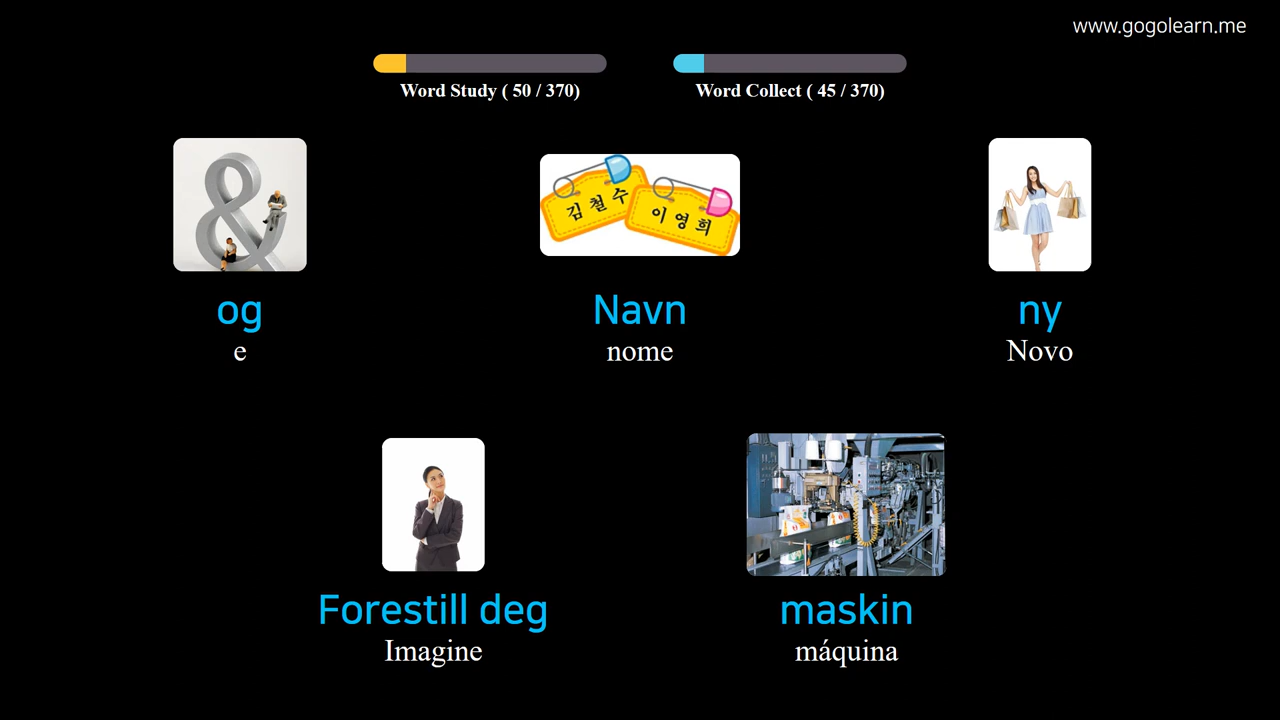 www.gogolearn.me
Word Study ( 50 / 370)
Word Collect ( 45 / 370)
김철수
이영희
og
e
Navn
nome
ny
Novo
Forestill deg
Imagine
maskin
máquina